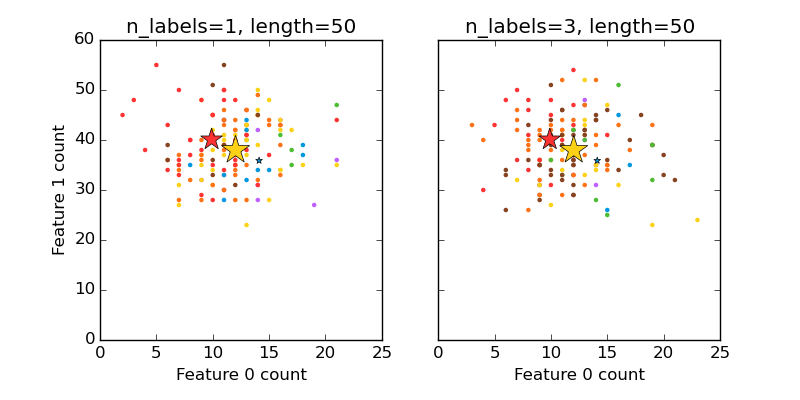 n_labels=1, length=50
n_labels=3, length=50
60
50
40
30
20
10
0
Feature 1 count
0 5 10 15 20 25
0 5 10 15 20 25
Feature 0 count
Feature 0 count